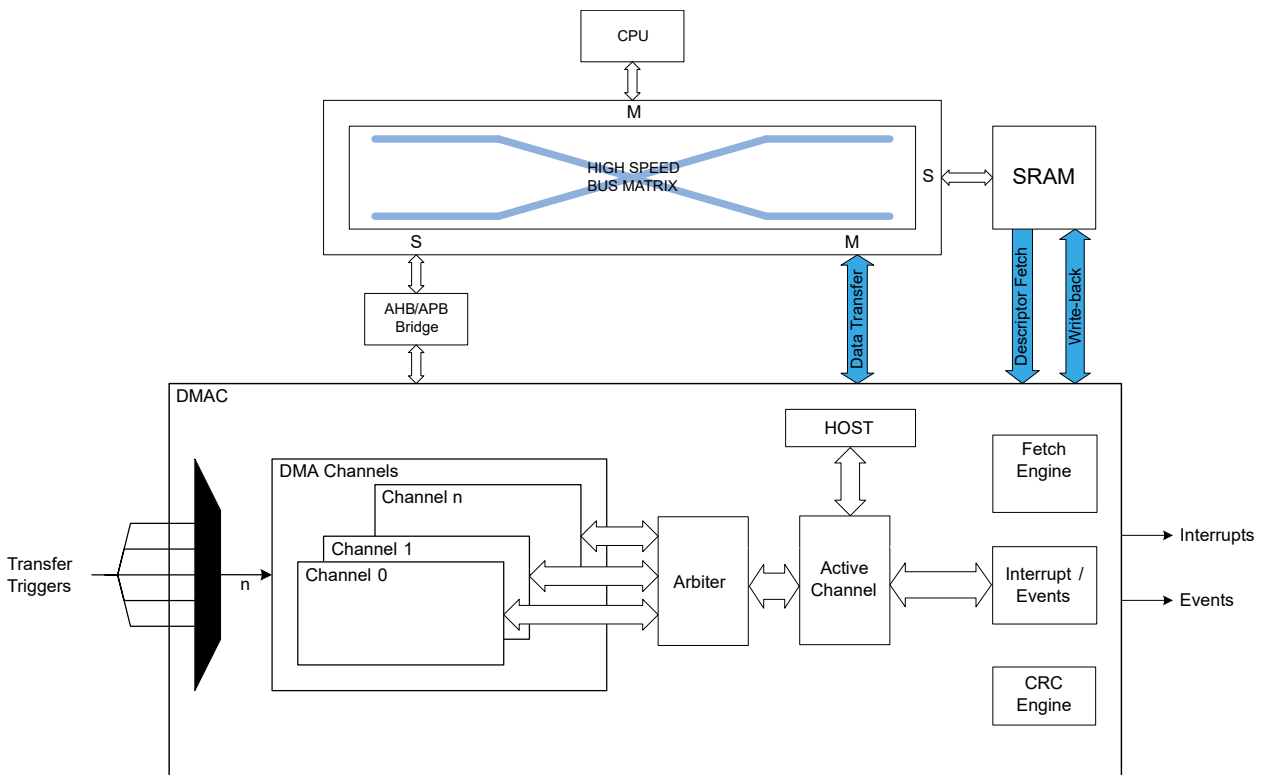 CPU
M
HIGH SPEED
BUS MATRIX
S
SRAM
S
M
AHB/APB
Bridge
Data Transfer
Descriptor Fetch
Write-back
DMAC
HOST
Fetch
Engine
DMA Channels
Channel n
Channel 1
Channel 0
Transfer
Triggers
n
Arbiter
Active
Channel
Interrupt /
Events
Interrupts
Events
CRC
Engine